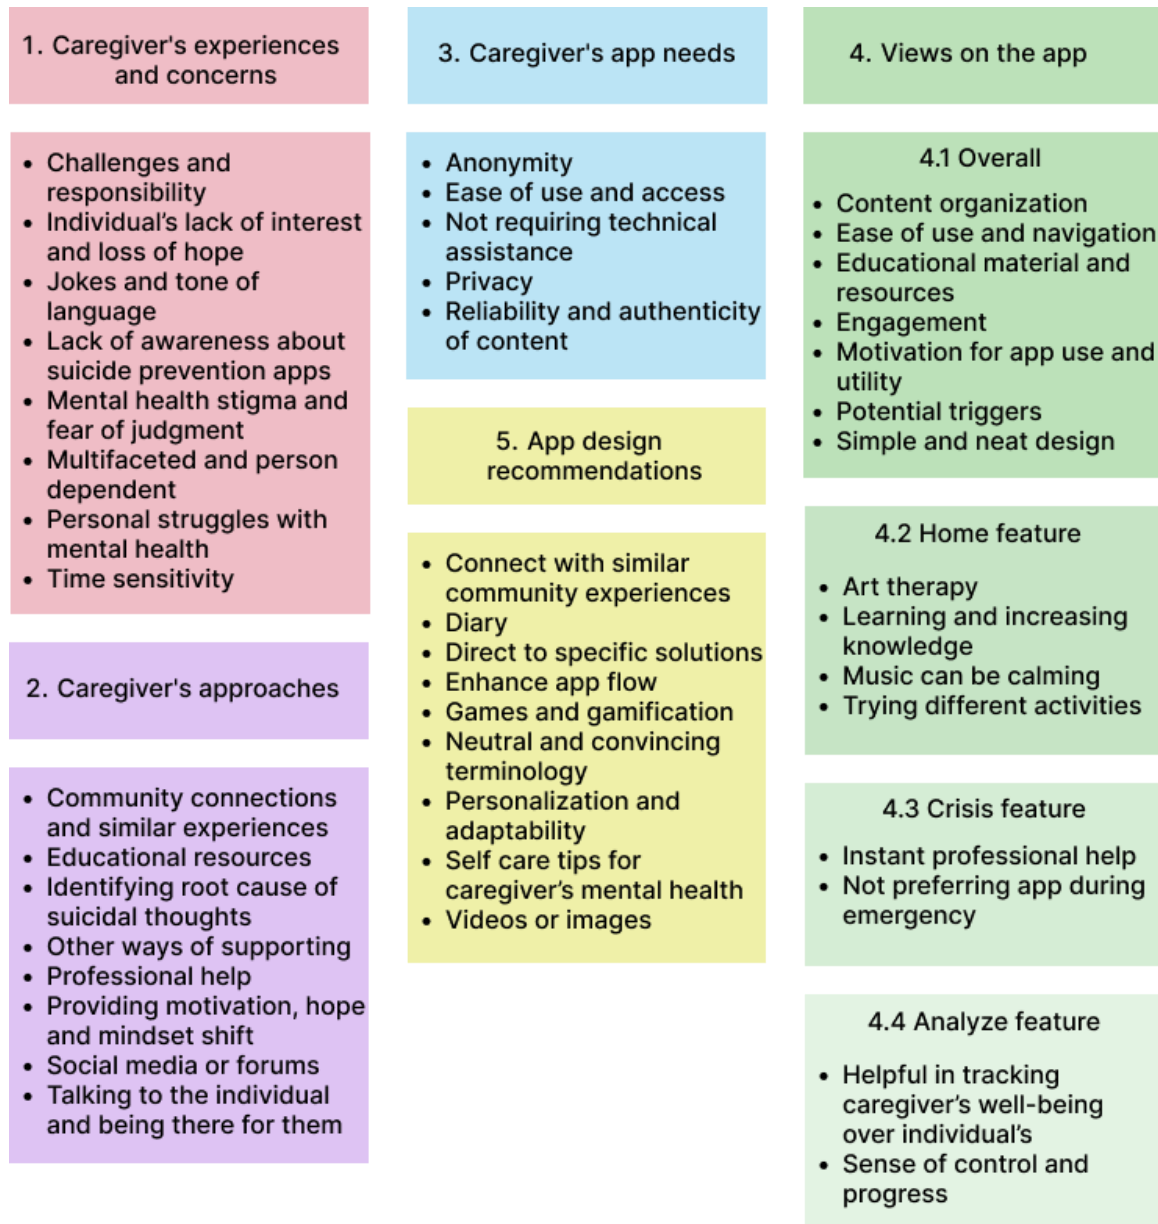 1. Caregiver's experiences
and concerns
• Challenges and
responsibility
• Individual’s lack of interest
and loss of hope
• Jokes and tone of
language
• Lack of awareness about
suicide prevention apps
• Mental health stigma and
fear of judgment
• Multifaceted and person
dependent
• Personal struggles with
mental health
• Time sensitivity
2. Caregiver's approaches
• Community connections
and similar experiences
• Educational resources
• Identifying root cause of
suicidal thoughts
• Other ways of supporting
• Professional help
• Providing motivation, hope
and mindset shift
• Social media or forums
• Talking to the individual
and being there for them
3. Caregiver's app needs
• Anonymity
• Ease of use and access
• Not requiring technical
assistance
• Privacy
• Reliability and authenticity
of content
5. App design
recommendations
• Connect with similar
community experiences
• Diary
• Direct to specific solutions
• Enhance app flow
• Games and gamification
• Neutral and convincing
terminology
• Personalization and
adaptability
• Self care tips for
caregiver’s mental health
• Videos or images
4. Views on the app
4.1 Overall
• Content organization
• Ease of use and navigation
• Educational material and
resources
• Engagement
• Motivation for app use and
utility
• Potential triggers
• Simple and neat design
4.2 Home feature
• Art therapy
• Learning and increasing
knowledge
• Music can be calming
• Trying different activities
4.3 Crisis feature
• Instant professional help
• Not preferring app during
emergency
4.4 Analyze feature
• Helpful in tracking
caregiver’s well-being
over individual’s
• Sense of control and
progress